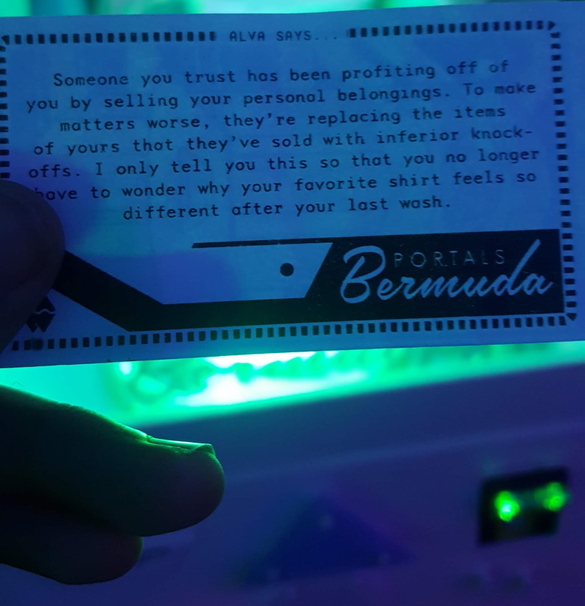 ALVA SAYS...
Someone you trust has been profiting off of
you by selling your personal belongings. To make
matters worse, they're replacing the items
of yours that they've sold with inferior knock-
offs. I only tell you this so that you no longer
have to wonder why your favorite shirt feels so
different after your last wash.
PORTALS
Bermuda